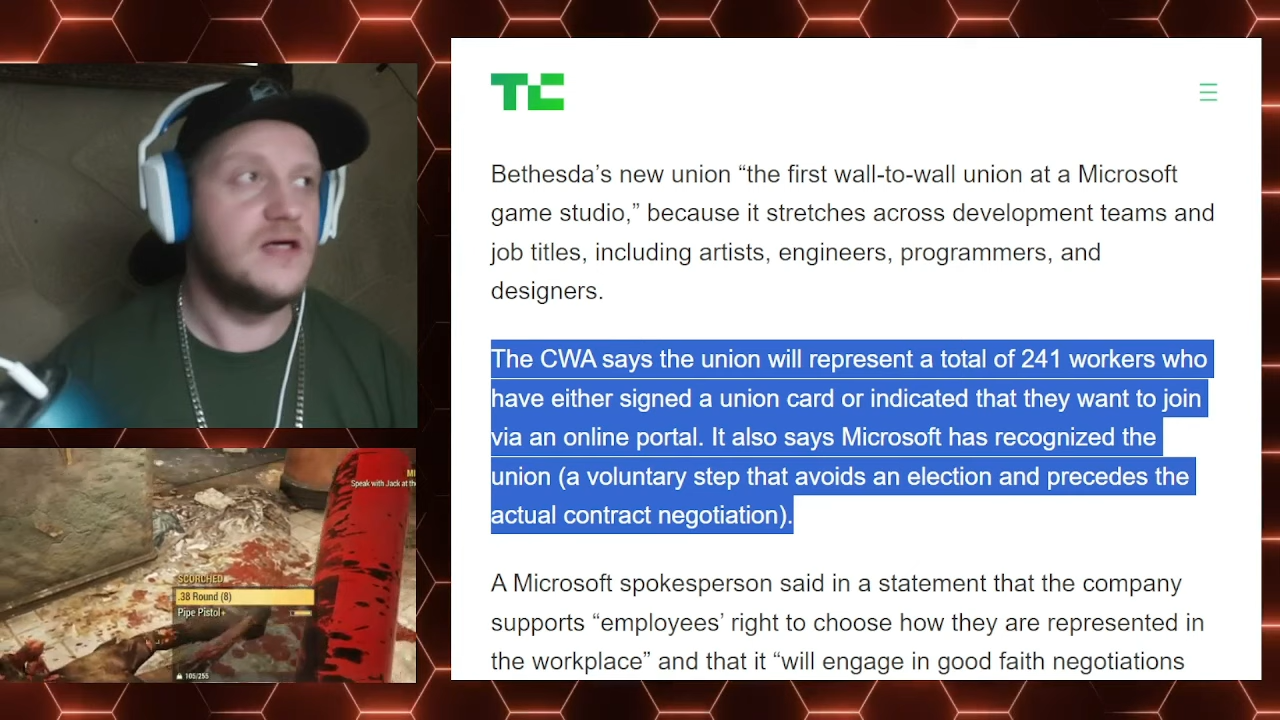 TC
Bethesda’s new union “the first wall-to-wall union at a Microsoft
game studio,” because it stretches across development teams and
job titles, including artists, engineers, programmers, and
designers.
The CWA says the union will represent a total of 241 workers who
have either signed a union card or indicated that they want to join
via an online portal. It also says Microsoft has recognized the
union (a voluntary step that avoids an election and precedes the
actual contract negotiation).
A Microsoft spokesperson said in a statement that the company
supports “employees’ right to choose how they are represented in
the workplace” and that it “will engage in good faith negotiations
MI
Speak with Jack at the
SCORCHED
.38 Round (8)
Pipe Pistol+
105/255